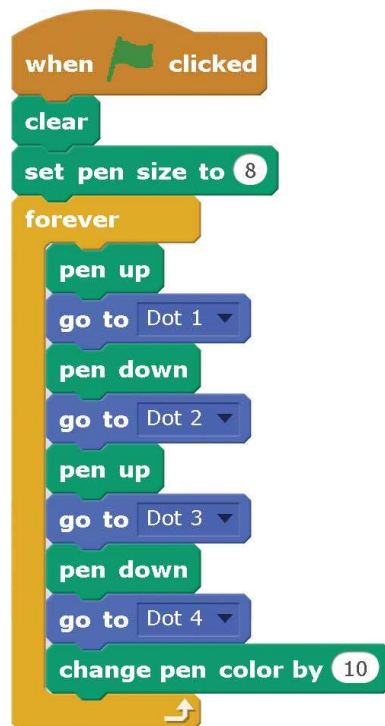 when clicked
clear
set pen size to 8
forever
pen up
go to Dot 1
pen down
go to Dot 2
pen up
go to Dot 3
pen down
go to Dot 4
change pen color by 10